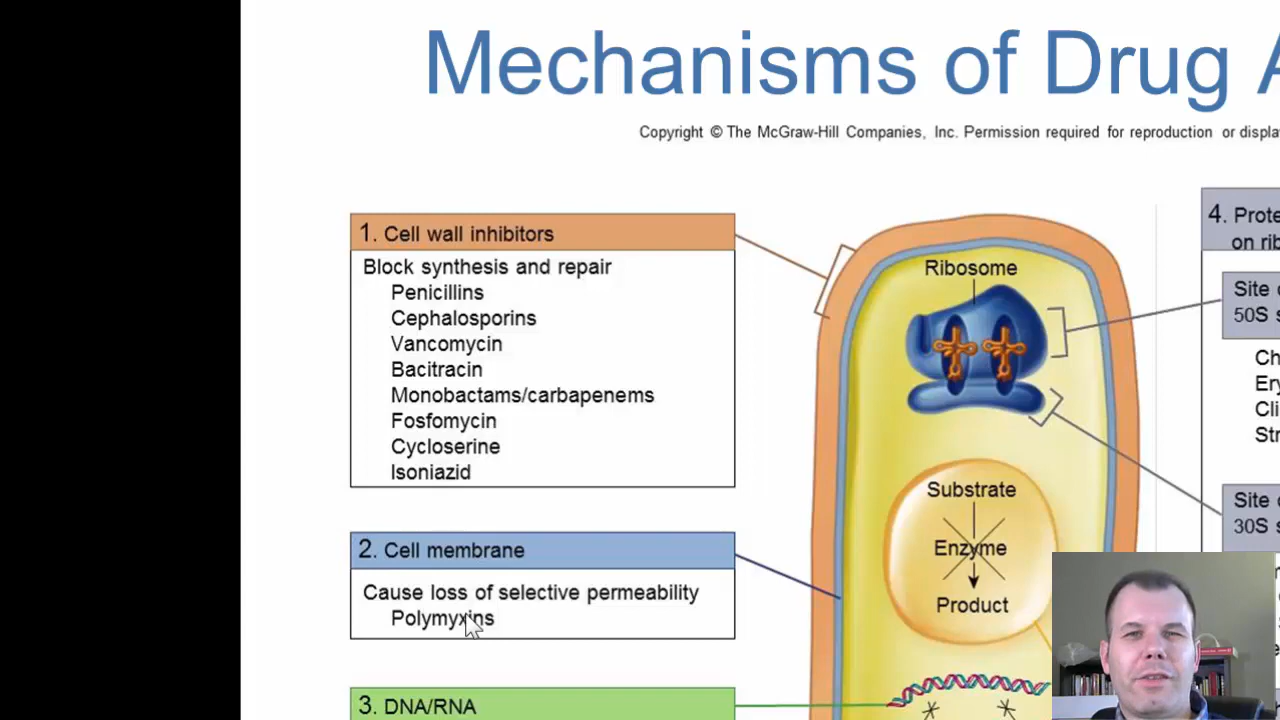 Mechanisms of Drug A
Copyright © The McGraw-Hill Companies, Inc. Permission required for reproduction or displa
1. Cell wall inhibitors
Block synthesis and repair
Penicillins
Cephalosporins
Vancomycin
Bacitracin
Monobactams/carbapenems
Fosfomycin
Cycloserine
Isoniazid
2. Cell membrane
Cause loss of selective permeability
Polymyxins
3. DNA/RNA
Ribosome
Substrate
Enzyme
Product
4. Prote
on rib
Site o
50S s
Ch
Ery
Cli
Str
Site o
30S s